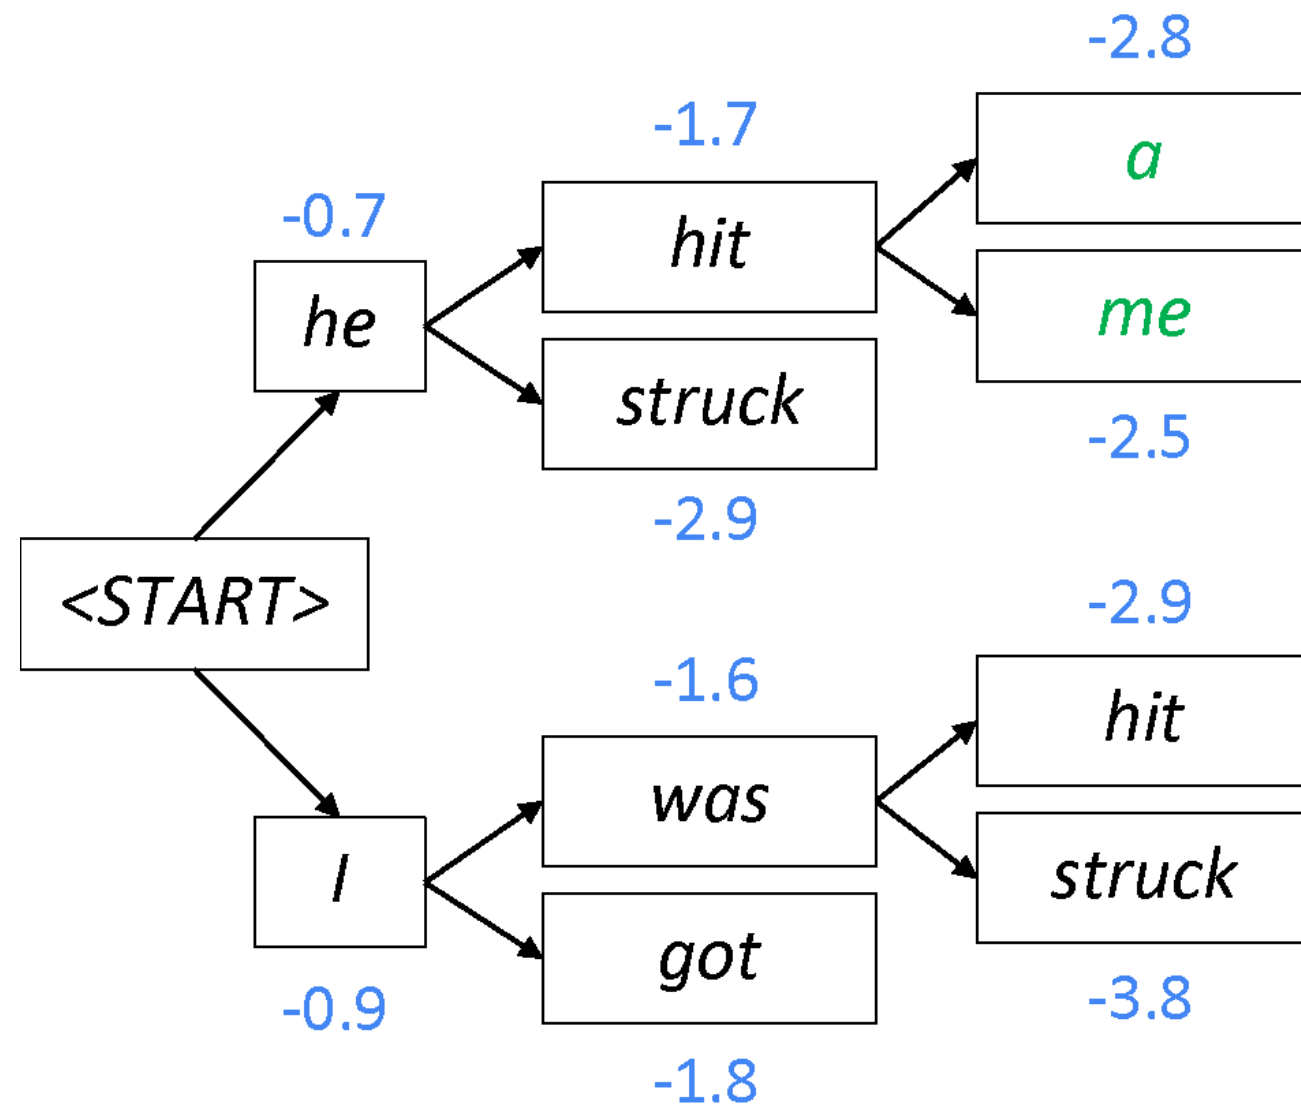 -2.8
-1.7
a
-0.7
hit
me
he
struck
-2.5
-2.9
<START>
-2.9
-1.6
hit
was
I
struck
got
-0.9
-3.8
-1.8